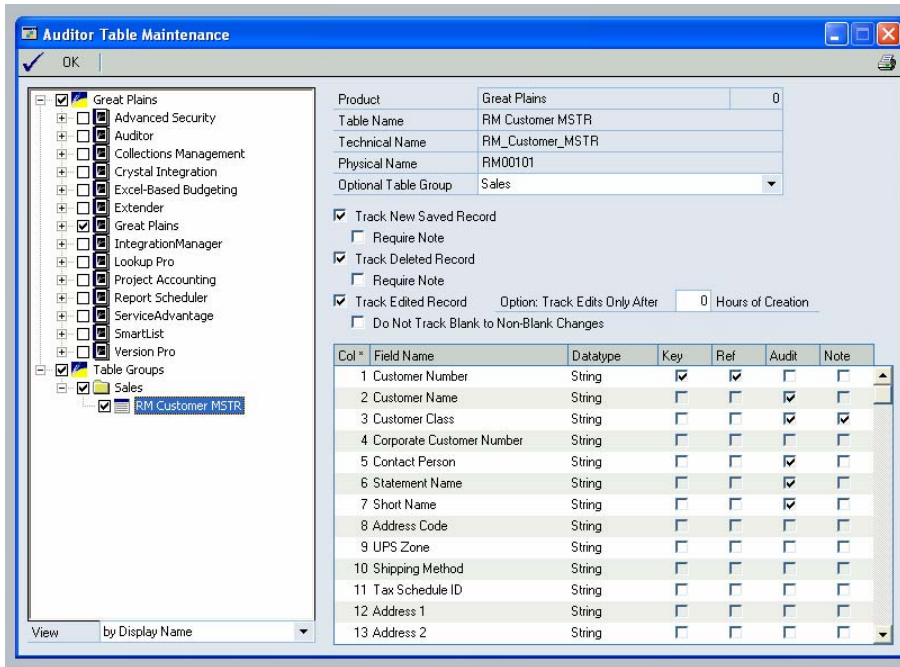 Auditor Table Maintenance
OK
Great Plains
Advanced Security
Auditor
Collections Management
Crystal Integration
Excel-Based Budgeting
Extender
Great Plains
IntegrationManager
Lookup Pro
Project Accounting
Report Scheduler
ServiceAdvantage
SmartList
Version Pro
Table Groups
Sales
RM Customer MSTR
View by Display Name
Product Great Plains 0
Table Name RM Customer MSTR
Technical Name RM_Customer_MSTR
Physical Name RM00101
Optional Table Group Sales
Track New Saved Record
Require Note
Track Deleted Record
Require Note
Track Edited Record Option: Track Edits Only After 0 Hours of Creation
Do Not Track Blank to Non-Blank Changes
Col * Field Name Datatype Key Ref Audit Note
1 Customer Number String
2 Customer Name String
3 Customer Class String
4 Corporate Customer Number String
5 Contact Person String
6 Statement Name String
7 Short Name String
8 Address Code String
9 UPS Zone String
10 Shipping Method String
11 Tax Schedule ID String
12 Address 1 String
13 Address 2 String